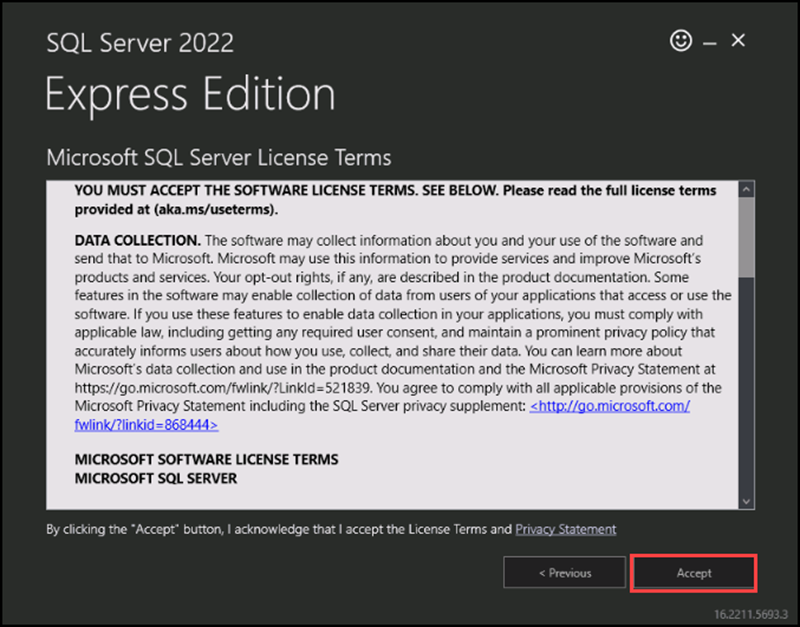 SQL Server 2022
Express Edition
Microsoft SQL Server License Terms
YOU MUST ACCEPT THE SOFTWARE LICENSE TERMS. SEE BELOW. Please read the full license terms
provided at (aka.ms/useterms).
DATA COLLECTION. The software may collect information about you and your use of the software and
send that to Microsoft. Microsoft may use this information to provide services and improve Microsoft's
products and services. Your opt-out rights, if any, are described in the product documentation. Some
features in the software may enable collection of data from users of your applications that access or use the
software. If you use these features to enable data collection in your applications, you must comply with
applicable law, including getting any required user consent, and maintain a prominent privacy policy that
accurately informs users about how you use, collect, and share their data. You can learn more about
Microsoft's data collection and use in the product documentation and the Microsoft Privacy Statement at
https://go.microsoft.com/fwlink/?LinkId=521839. You agree to comply with all applicable provisions of the
Microsoft Privacy Statement including the SQL Server privacy supplement: <http://go.microsoft.com/
fwlink/?linkid=868444>
MICROSOFT SOFTWARE LICENSE TERMS
MICROSOFT SQL SERVER
By clicking the "Accept" button, I acknowledge that I accept the License Terms and Privacy Statement
< Previous
Accept
16.2211.5693.3